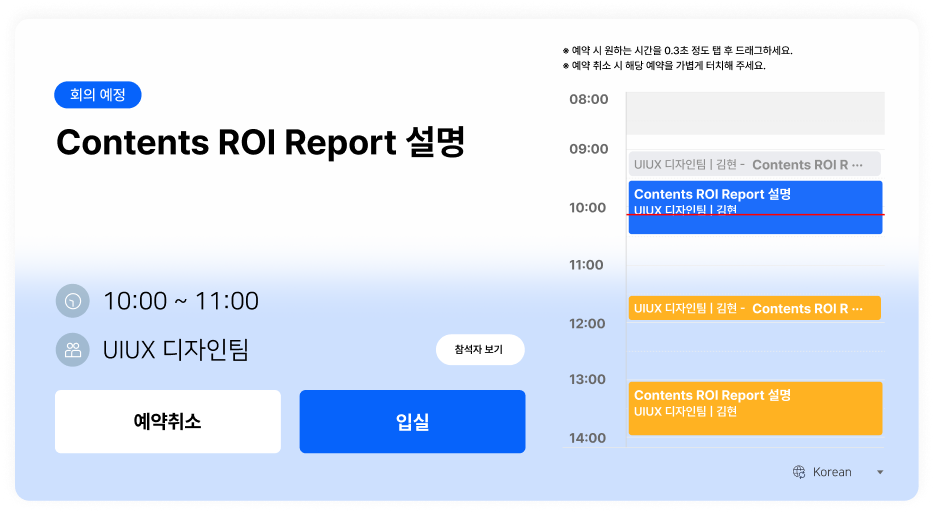 ※ 예약 시 원하는 시간을 0.3초 정도 탭 후 드래그하세요.
※ 예약 취소 시 해당 예약을 가볍게 터치해 주세요.
회의 예정
Contents ROI Report 설명
10:00 ~ 11:00
UIUX 디자인팀
참석자 보기
예약취소
입실
08:00
09:00
UIUX 디자인팀 | 김현 - Contents ROI R ···
Contents ROI Report 설명
UIUX 디자인팀 | 김현
10:00
11:00
UIUX 디자인팀 | 김현 - Contents ROI R ···
12:00
13:00
Contents ROI Report 설명
UIUX 디자인팀 | 김현
14:00
Korean